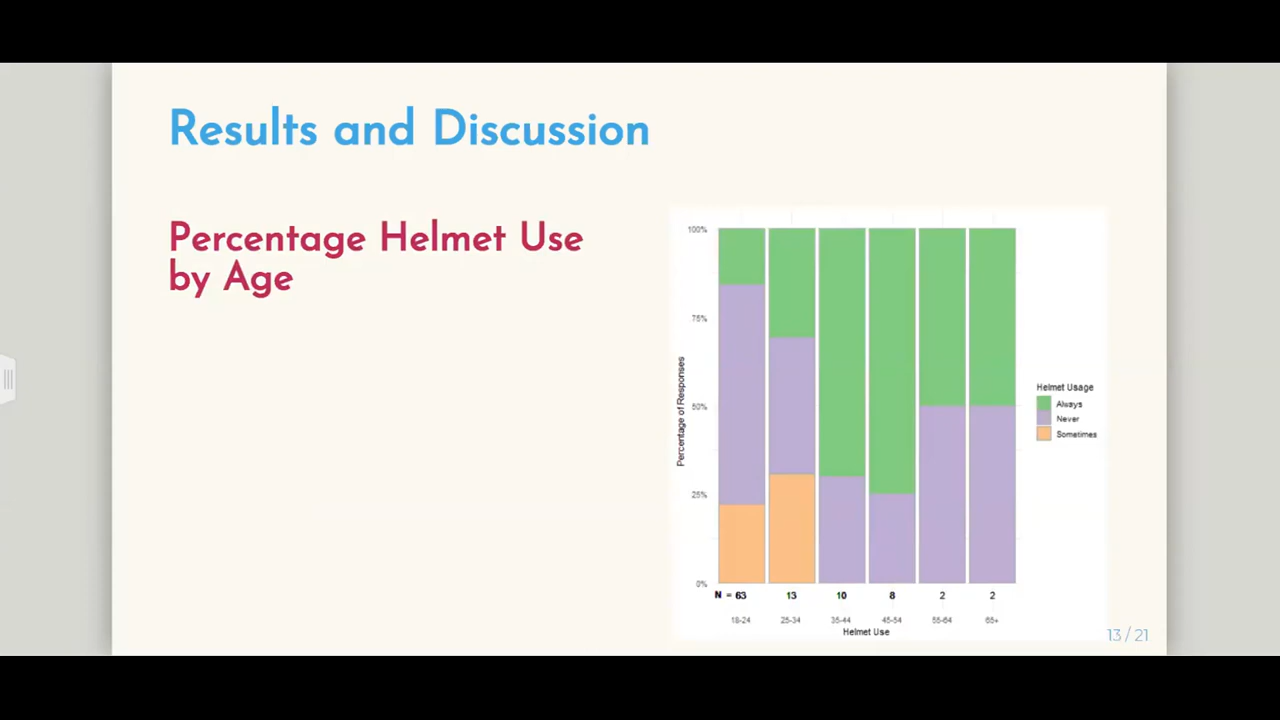 Results and Discussion
Percentage Helmet Use
by Age
100%
75%
50%
25%
0%
Percentage of Responses
N = 63 13 10 8 2 2
18-24 25-34 35-44 45-54 55-64 65+
Helmet Use
Helmet Usage
Always
Never
Sometimes
13 / 21